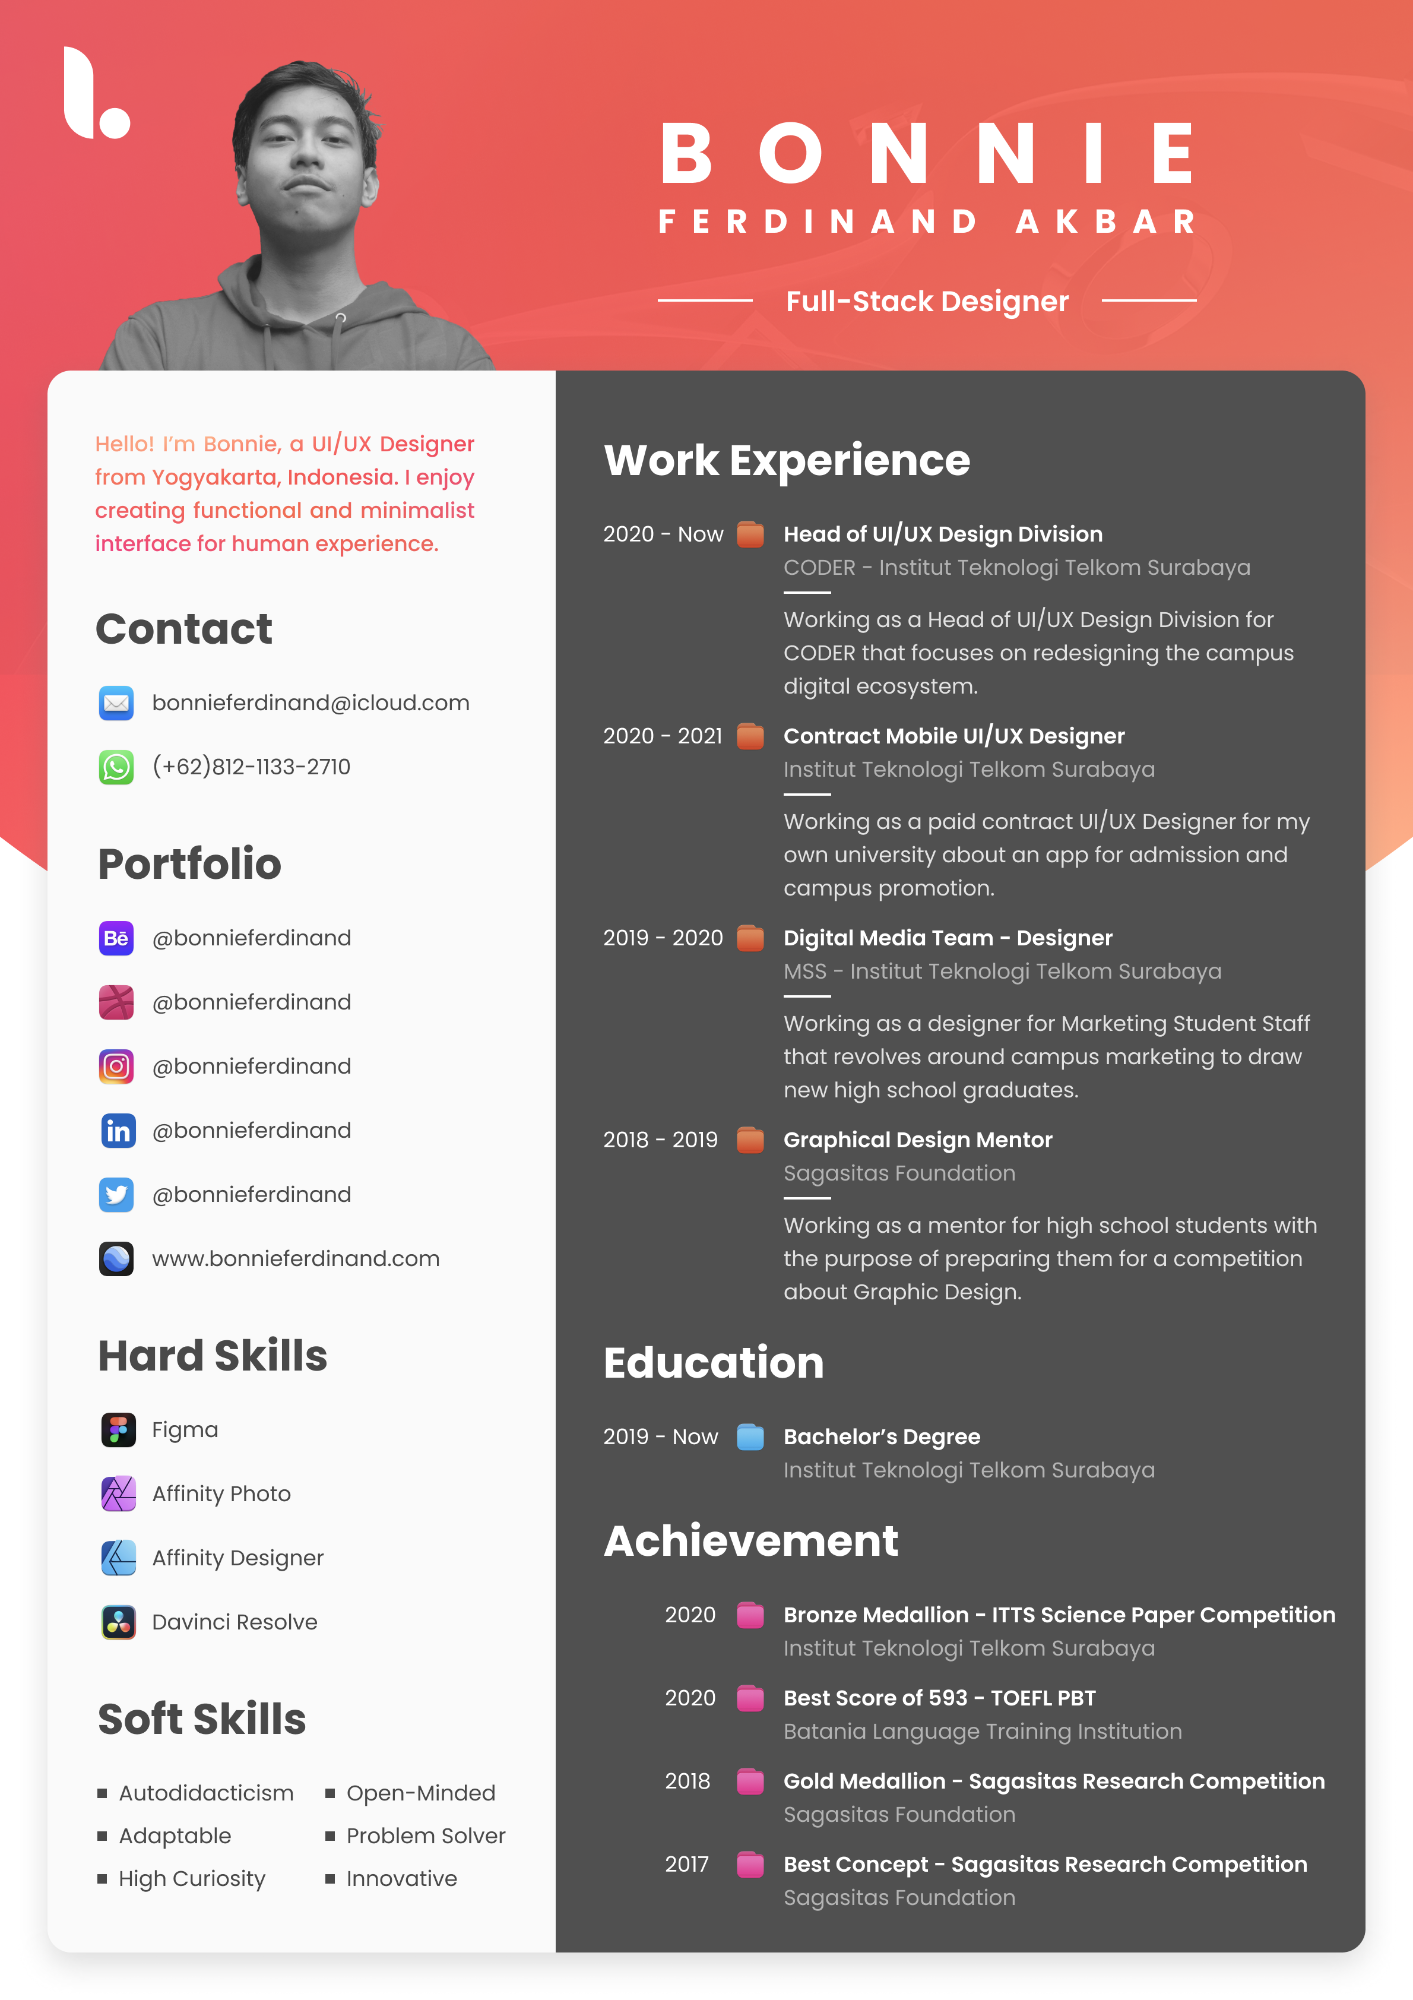 BONNIE
FERDINAND AKBAR
Full-Stack Designer
Hello! I'm Bonnie, a UI/UX Designer
from Yogyakarta, Indonesia. I enjoy
creating functional and minimalist
interface for human experience.
Contact
bonnieferdinand@icloud.com
(+62)812-1133-2710
Portfolio
Bē @bonnieferdinand
@bonnieferdinand
@bonnieferdinand
in @bonnieferdinand
@bonnieferdinand
www.bonnieferdinand.com
Hard Skills
Figma
Affinity Photo
Affinity Designer
Davinci Resolve
Soft Skills
Autodidacticism
Adaptable
High Curiosity
Open-Minded
Problem Solver
Innovative
Work Experience
2020 - Now Head of UI/UX Design Division
CODER - Institut Teknologi Telkom Surabaya
Working as a Head of UI/UX Design Division for
CODER that focuses on redesigning the campus
digital ecosystem.
2020 - 2021 Contract Mobile UI/UX Designer
Institut Teknologi Telkom Surabaya
Working as a paid contract UI/UX Designer for my
own university about an app for admission and
campus promotion.
2019 - 2020 Digital Media Team - Designer
MSS - Institut Teknologi Telkom Surabaya
Working as a designer for Marketing Student Staff
that revolves around campus marketing to draw
new high school graduates.
2018 - 2019 Graphical Design Mentor
Sagasitas Foundation
Working as a mentor for high school students with
the purpose of preparing them for a competition
about Graphic Design.
Education
2019 - Now Bachelor's Degree
Institut Teknologi Telkom Surabaya
Achievement
2020 Bronze Medallion - ITTS Science Paper Competition
Institut Teknologi Telkom Surabaya
2020 Best Score of 593 - TOEFL PBT
Batania Language Training Institution
2018 Gold Medallion - Sagasitas Research Competition
Sagasitas Foundation
2017 Best Concept - Sagasitas Research Competition
Sagasitas Foundation